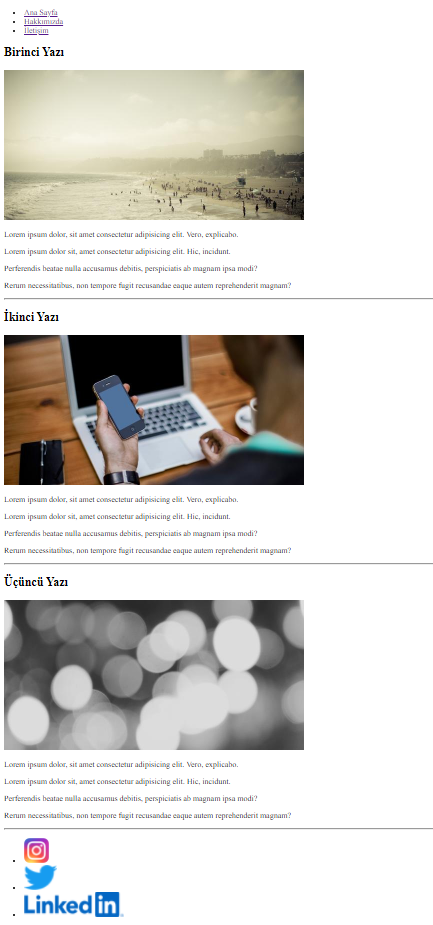 Ana Sayfa
Hakkımızda
İletişim
Birinci Yazı
Lorem ipsum dolor, sit amet consectetur adipisicing elit. Vero, explicabo.
Lorem ipsum dolor sit, amet consectetur adipisicing elit. Hic, incidunt.
Perferendis beatae nulla accusamus debitis, perspiciatis ab magnam ipsa modi?
Rerum necessitatibus, non tempore fugit recusandae eaque autem reprehenderit magnam?
İkinci Yazı
Lorem ipsum dolor, sit amet consectetur adipisicing elit. Vero, explicabo.
Lorem ipsum dolor sit, amet consectetur adipisicing elit. Hic, incidunt.
Perferendis beatae nulla accusamus debitis, perspiciatis ab magnam ipsa modi?
Rerum necessitatibus, non tempore fugit recusandae eaque autem reprehenderit magnam?
Üçüncü Yazı
Lorem ipsum dolor, sit amet consectetur adipisicing elit. Vero, explicabo.
Lorem ipsum dolor sit, amet consectetur adipisicing elit. Hic, incidunt.
Perferendis beatae nulla accusamus debitis, perspiciatis ab magnam ipsa modi?
Rerum necessitatibus, non tempore fugit recusandae eaque autem reprehenderit magnam?
Linked in